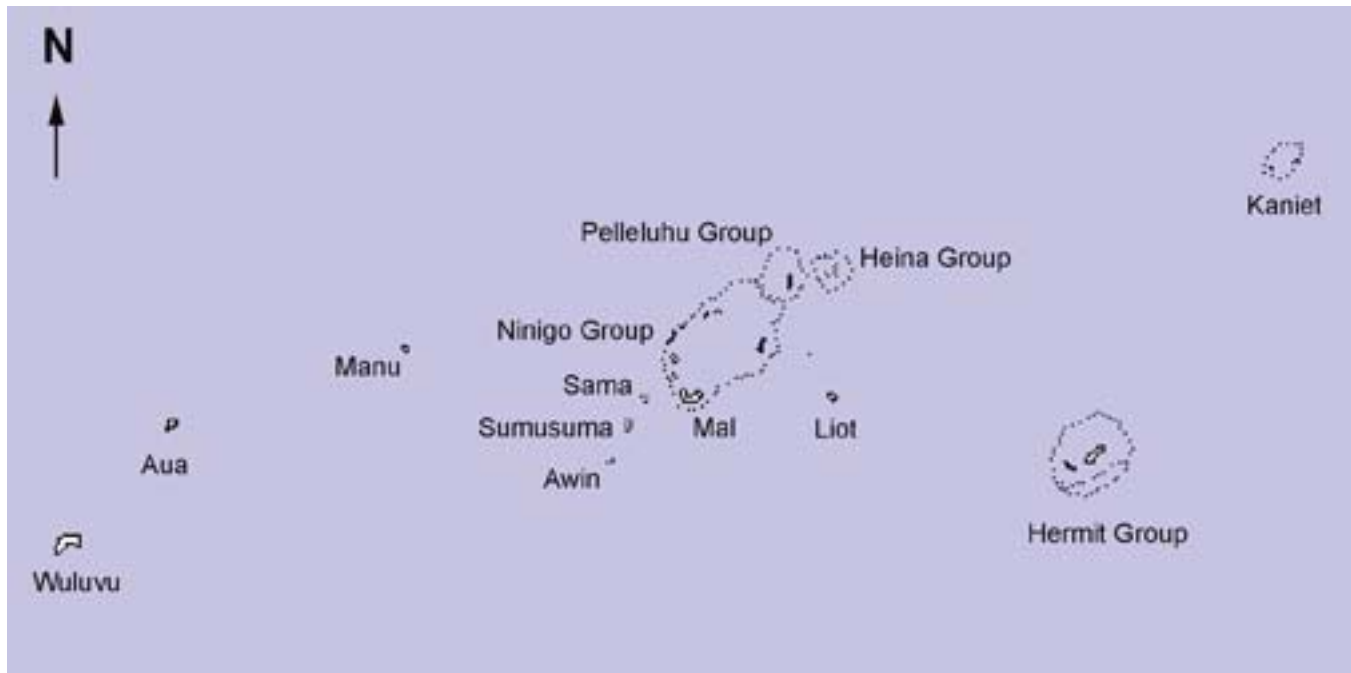 N
Kaniet
Pelleluhu Group
Heina Group
Ninigo Group
Manu
Sama
Sumusuma
Mal
Liot
Aua
Awin
Hermit Group
Wuluvu